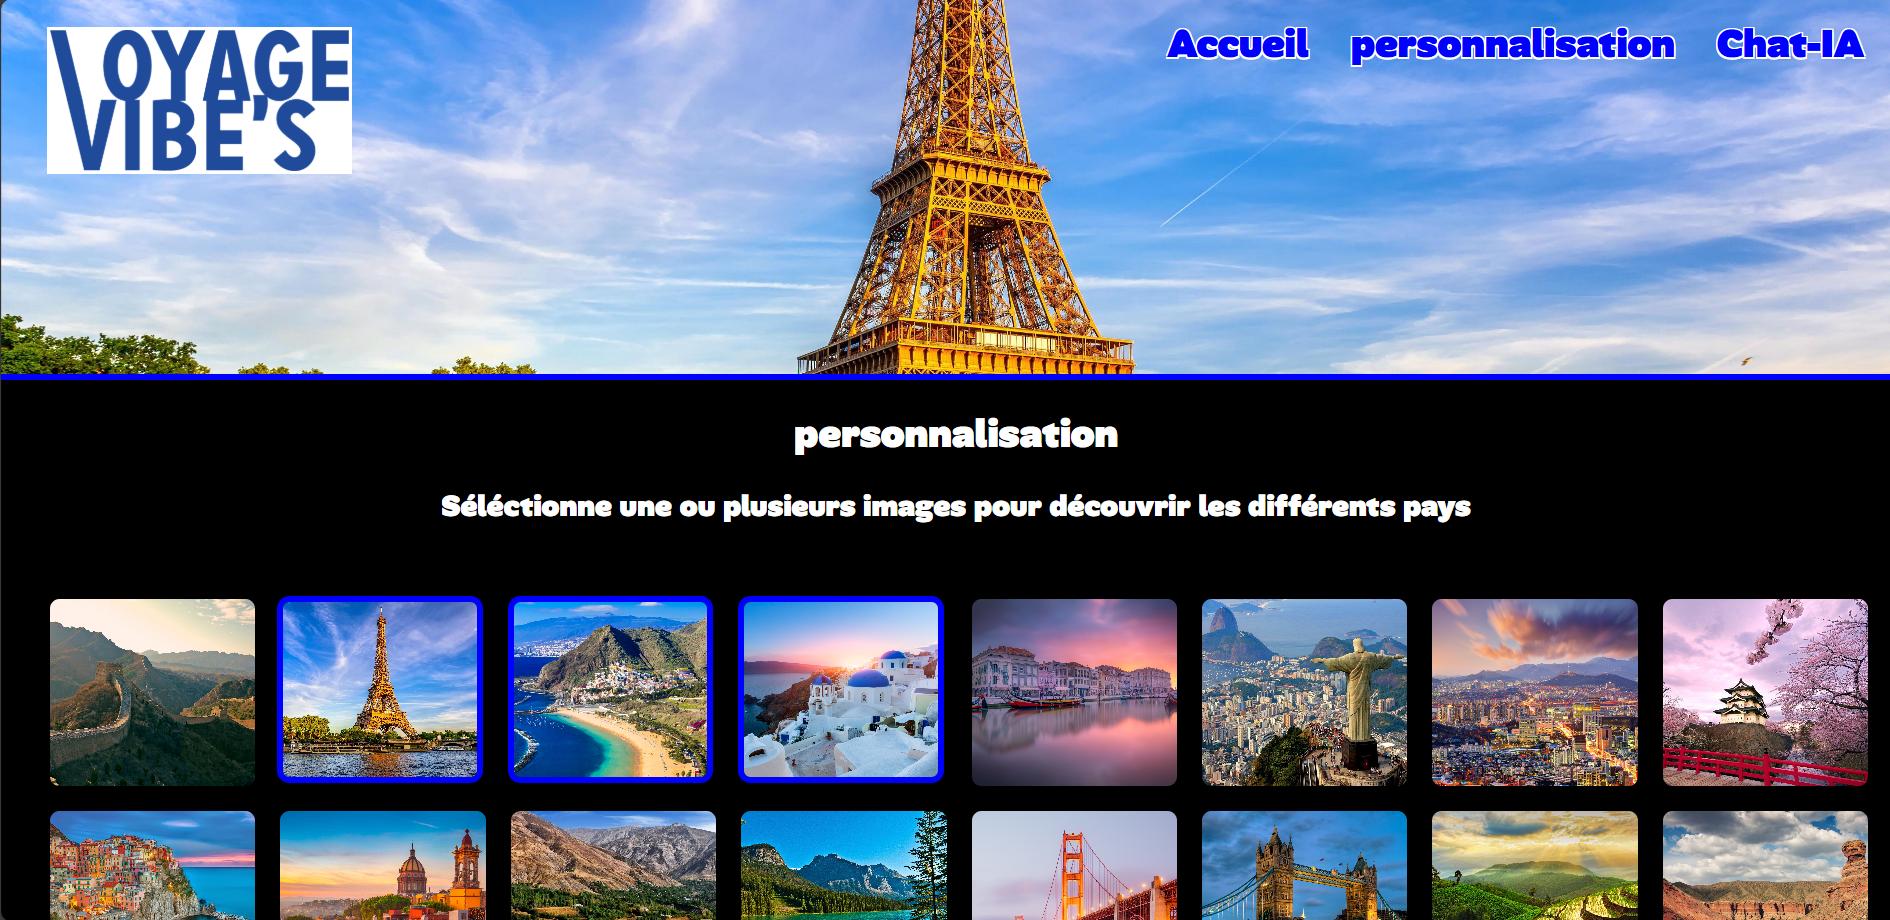 VOYAGE
VIBE'S
Accueil personnalisation Chat-IA
personnalisation
Séléctionne une ou plusieurs images pour découvrir les différents pays